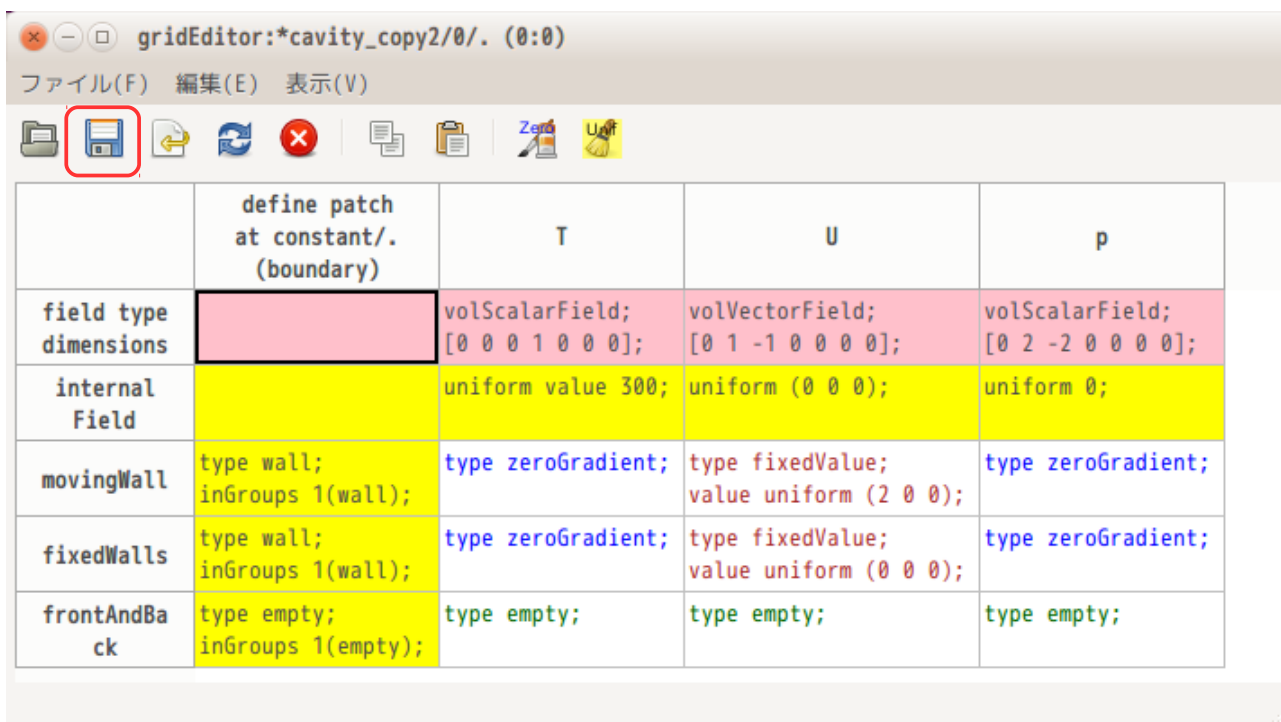 gridEditor:*cavity_copy2/0/. (0:0)
ファイル(F) 編集(E) 表示(V)
Zero Unif
define patch
at constant/.
(boundary)
T
U
p
field type
dimensions
volScalarField;
[0 0 0 1 0 0 0];
volVectorField;
[0 1 -1 0 0 0 0];
volScalarField;
[0 2 -2 0 0 0 0];
internal
Field
uniform value 300;
uniform (0 0 0);
uniform 0;
movingWall
type wall;
inGroups 1(wall);
type zeroGradient;
type fixedValue;
value uniform (2 0 0);
type zeroGradient;
fixedWalls
type wall;
inGroups 1(wall);
type zeroGradient;
type fixedValue;
value uniform (0 0 0);
type zeroGradient;
frontAndBa
ck
type empty;
inGroups 1(empty);
type empty;
type empty;
type empty;